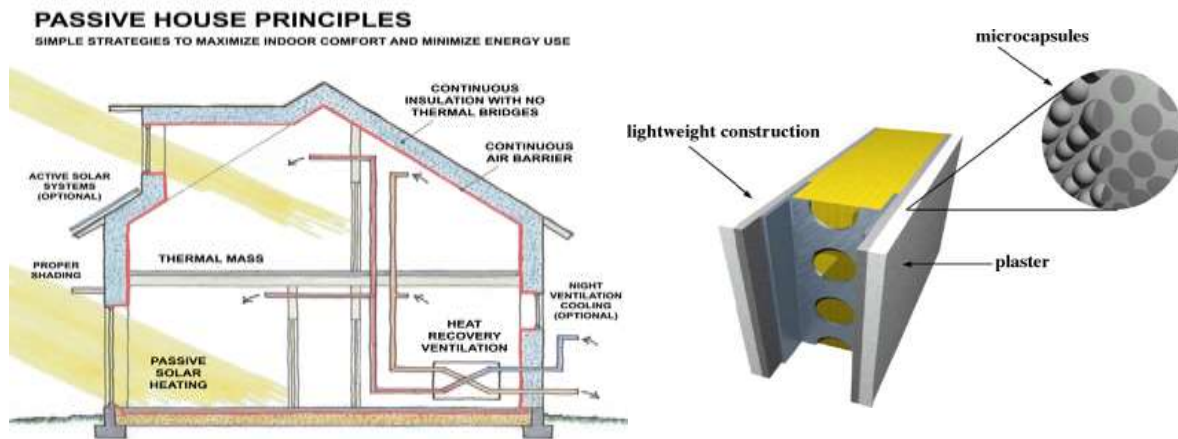 PASSIVE HOUSE PRINCIPLES
SIMPLE STRATEGIES TO MAXIMIZE INDOOR COMFORT AND MINIMIZE ENERGY USE
CONTINUOUS
INSULATION WITH NO
THERMAL BRIDGES
CONTINUOUS
AIR BARRIER
ACTIVE SOLAR
SYSTEMS
(OPTIONAL)
THERMAL MASS
PROPER
SHADING
NIGHT
VENTILATION
COOLING
(OPTIONAL)
HEAT
RECOVERY
VENTILATION
PASSIVE
SOLAR
HEATING
microcapsules
lightweight construction
plaster